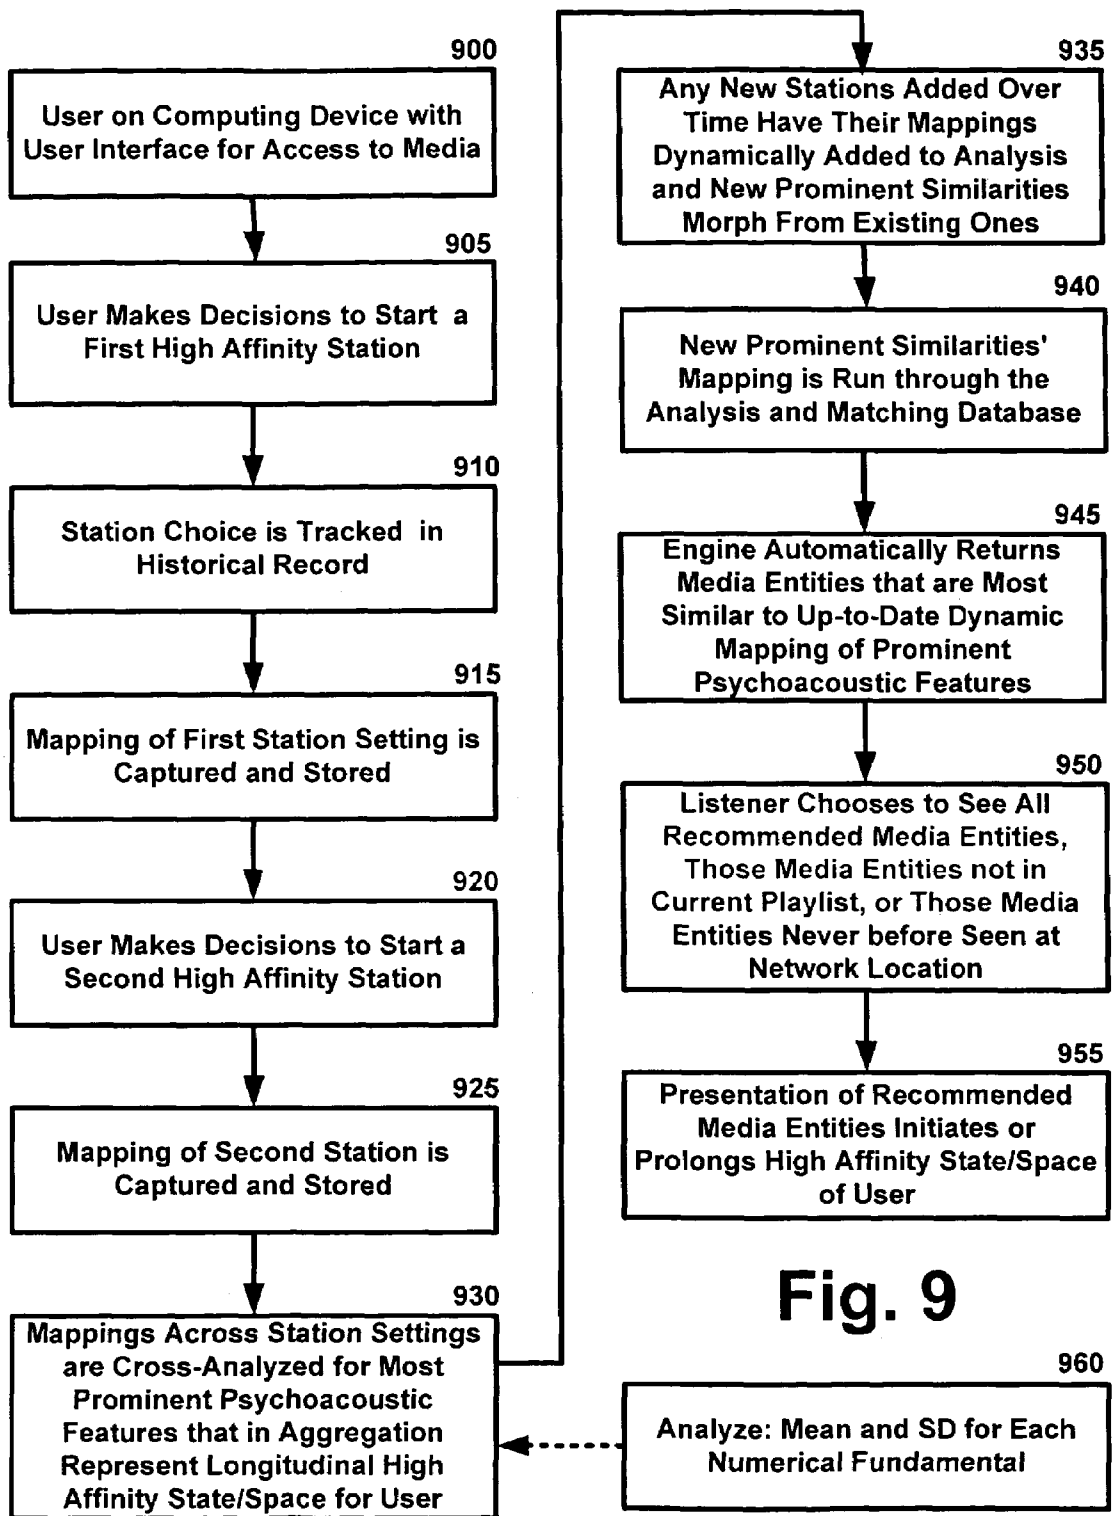 900
User on Computing Device with
User Interface for Access to Media
905
User Makes Decisions to Start a
First High Affinity Station
910
Station Choice is Tracked in
Historical Record
915
Mapping of First Station Setting is
Captured and Stored
920
User Makes Decisions to Start a
Second High Affinity Station
925
Mapping of Second Station is
Captured and Stored
930
Mappings Across Station Settings
are Cross-Analyzed for Most
Prominent Psychoacoustic
Features that in Aggregation
Represent Longitudinal High
Affinity State/Space for User
935
Any New Stations Added Over
Time Have Their Mappings
Dynamically Added to Analysis
and New Prominent Similarities
Morph From Existing Ones
940
New Prominent Similarities'
Mapping is Run through the
Analysis and Matching Database
945
Engine Automatically Returns
Media Entities that are Most
Similar to Up-to-Date Dynamic
Mapping of Prominent
Psychoacoustic Features
950
Listener Chooses to See All
Recommended Media Entities,
Those Media Entities not in
Current Playlist, or Those Media
Entities Never before Seen at
Network Location
955
Presentation of Recommended
Media Entities Initiates or
Prolongs High Affinity State/Space
of User
Fig. 9
960
Analyze: Mean and SD for Each
Numerical Fundamental